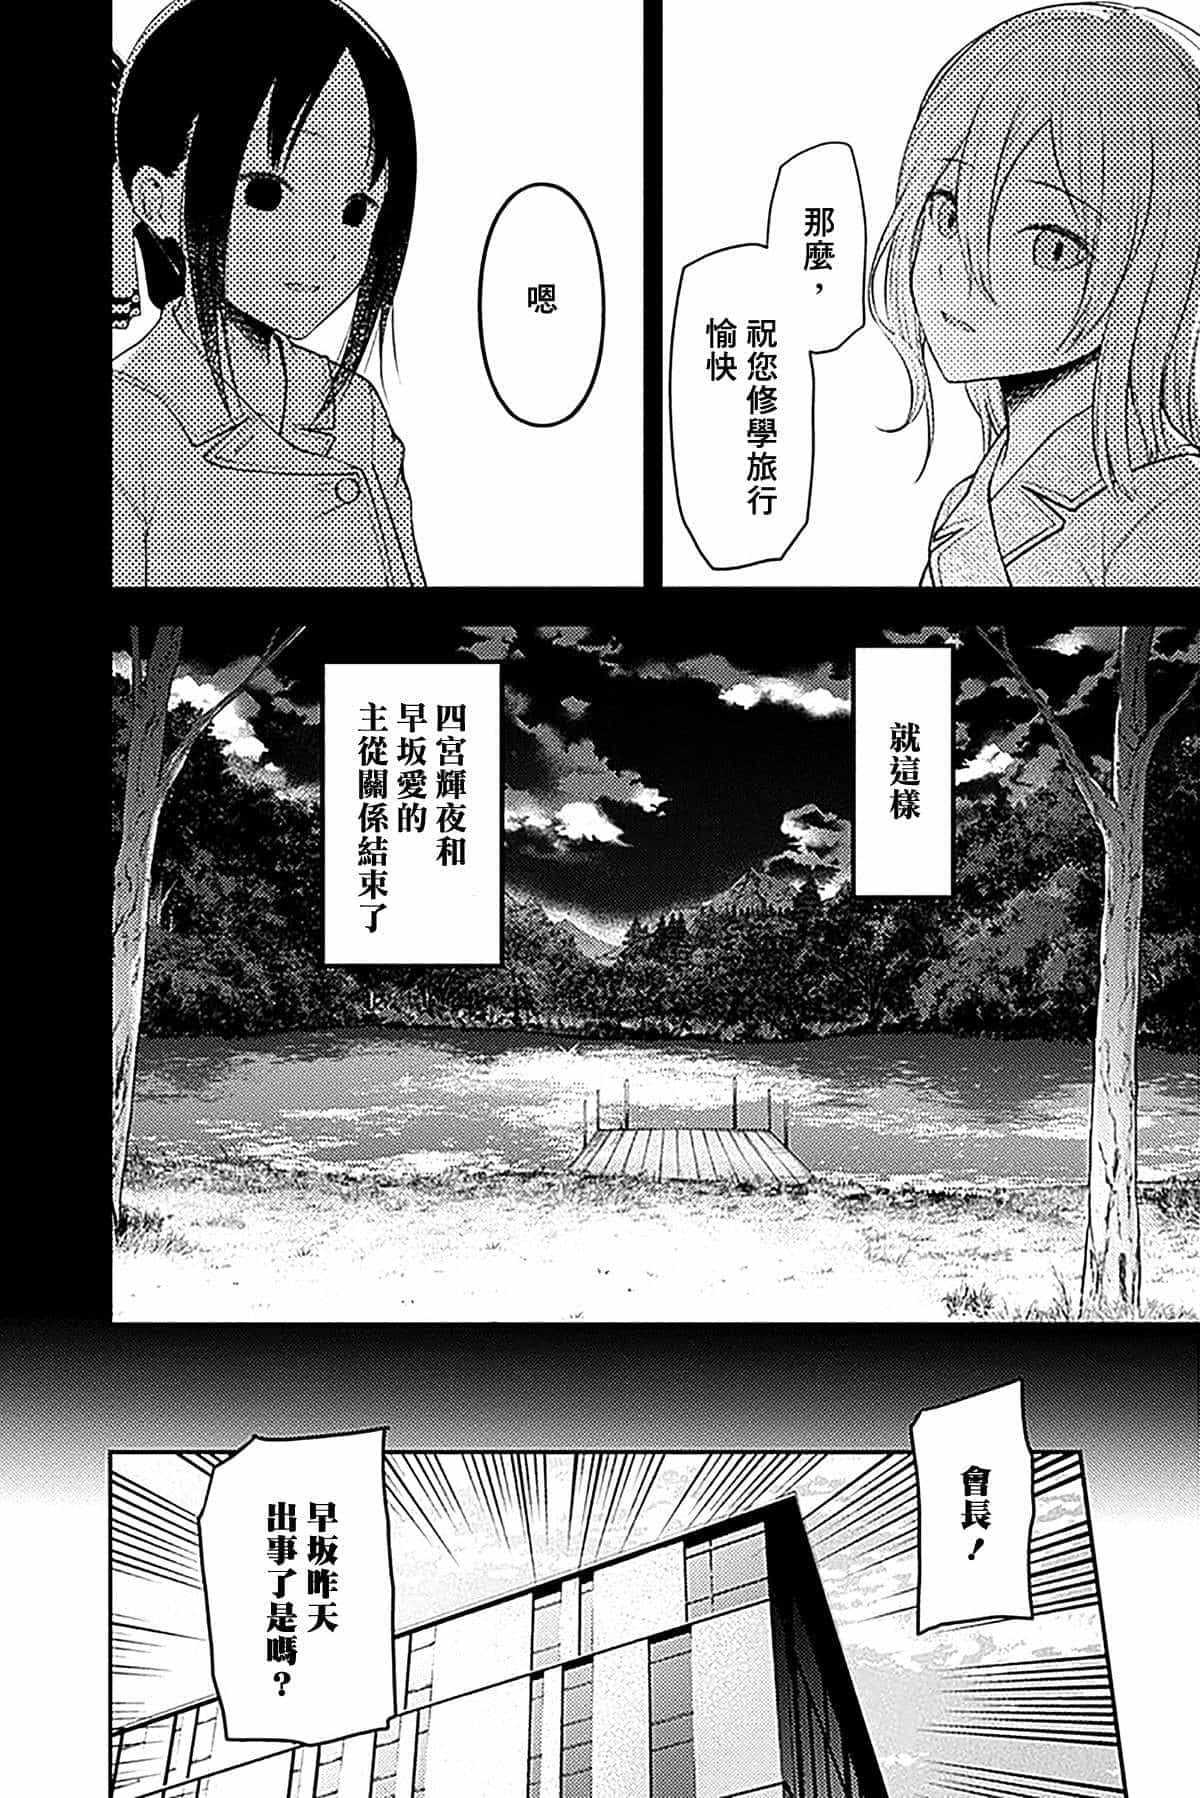 那麼，
祝您修學旅行
愉快
嗯
就這樣
四宮輝夜和
早坂愛的
主從關係結束了
會長！
早坂昨天
出事了是嗎？